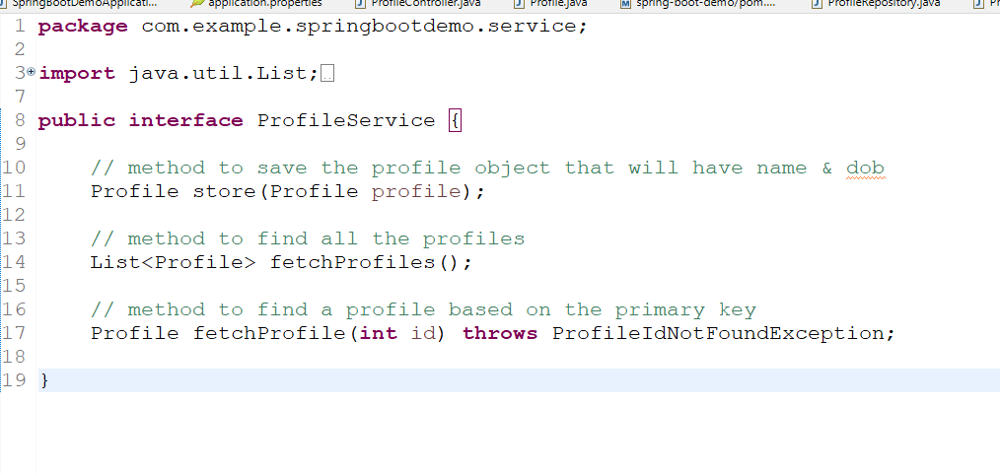 SpringBootDemoApplicati... application.properties ProfileController.java Profile.java spring-boot-demo/pom.... ProfileRepository.java
1 package com.example.springbootdemo.service;
2
3 import java.util.List;
7
8 public interface ProfileService {
9
10 // method to save the profile object that will have name & dob
11 Profile store(Profile profile);
12
13 // method to find all the profiles
14 List<Profile> fetchProfiles();
15
16 // method to find a profile based on the primary key
17 Profile fetchProfile(int id) throws ProfileIdNotFoundException;
18
19 }